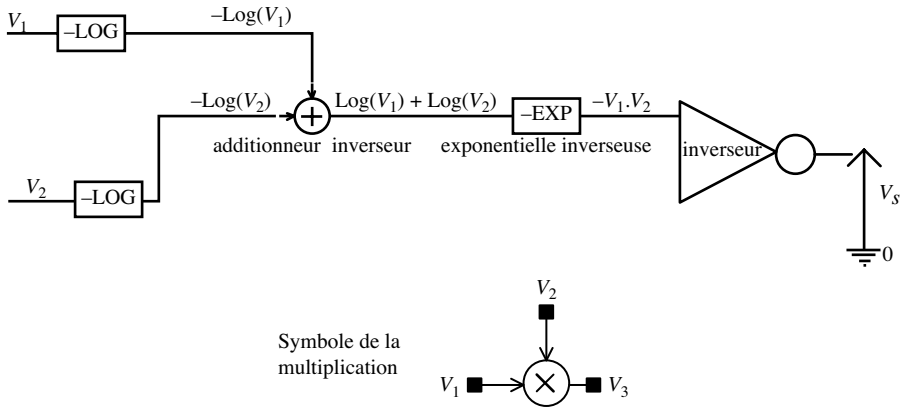 V₁
–LOG
–Log(V₁)
–Log(V₂)
+
Log(V₁) + Log(V₂)
–EXP
–V₁.V₂
additionneur inverseur
exponentielle inverseuse
inverseur
V₂
–LOG
Vₛ
0
V₂
Symbole de la
multiplication
V₁
×
V₃